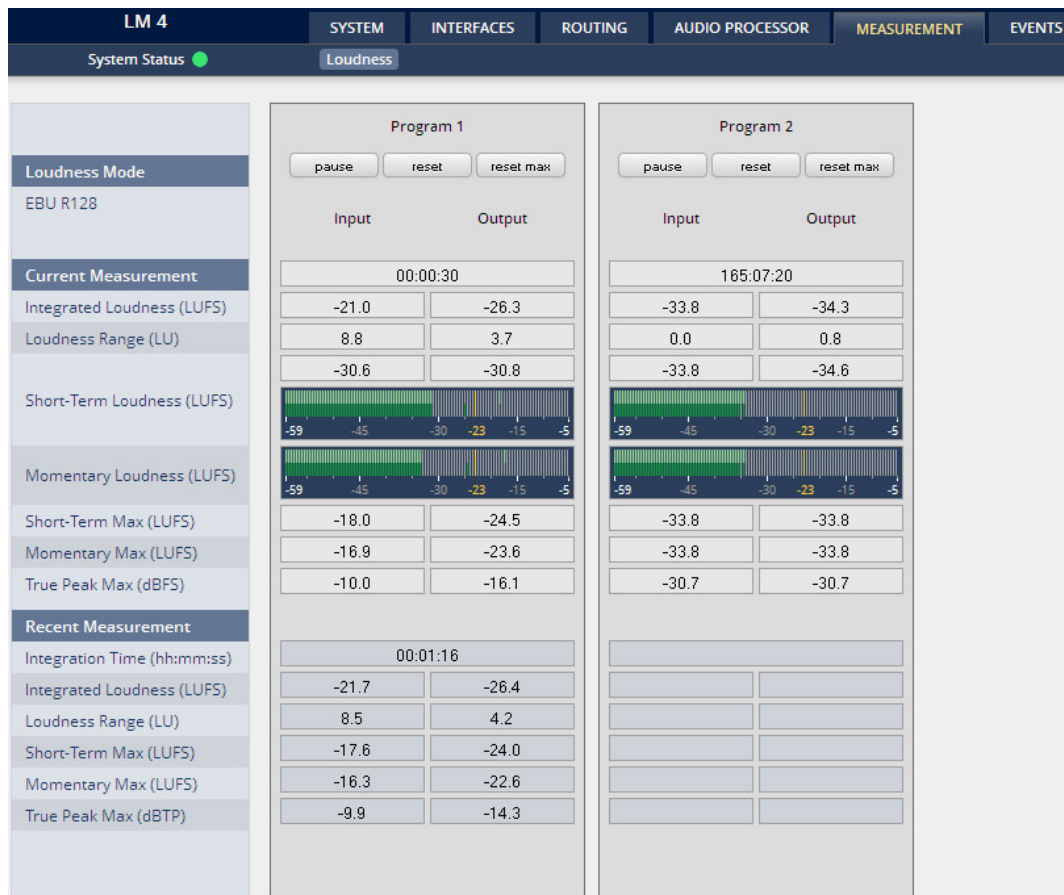 LM 4 SYSTEM INTERFACES ROUTING AUDIO PROCESSOR MEASUREMENT EVENTS
System Status Loudness
Program 1 Program 2
Loudness Mode pause reset reset max pause reset reset max
EBU R128
Input Output Input Output
Current Measurement 00:00:30 165:07:20
Integrated Loudness (LUFS) -21.0 -26.3 -33.8 -34.3
Loudness Range (LU) 8.8 3.7 0.0 0.8
-30.6 -30.8 -33.8 -34.6
Short-Term Loudness (LUFS)
-59 -45 -30 -23 -15 -5 -59 -45 -30 -23 -15 -5
Momentary Loudness (LUFS)
-59 -45 -30 -23 -15 -5 -59 -45 -30 -23 -15 -5
Short-Term Max (LUFS) -18.0 -24.5 -33.8 -33.8
Momentary Max (LUFS) -16.9 -23.6 -33.8 -33.8
True Peak Max (dBFS) -10.0 -16.1 -30.7 -30.7
Recent Measurement
Integration Time (hh:mm:ss) 00:01:16
Integrated Loudness (LUFS) -21.7 -26.4
Loudness Range (LU) 8.5 4.2
Short-Term Max (LUFS) -17.6 -24.0
Momentary Max (LUFS) -16.3 -22.6
True Peak Max (dBTP) -9.9 -14.3